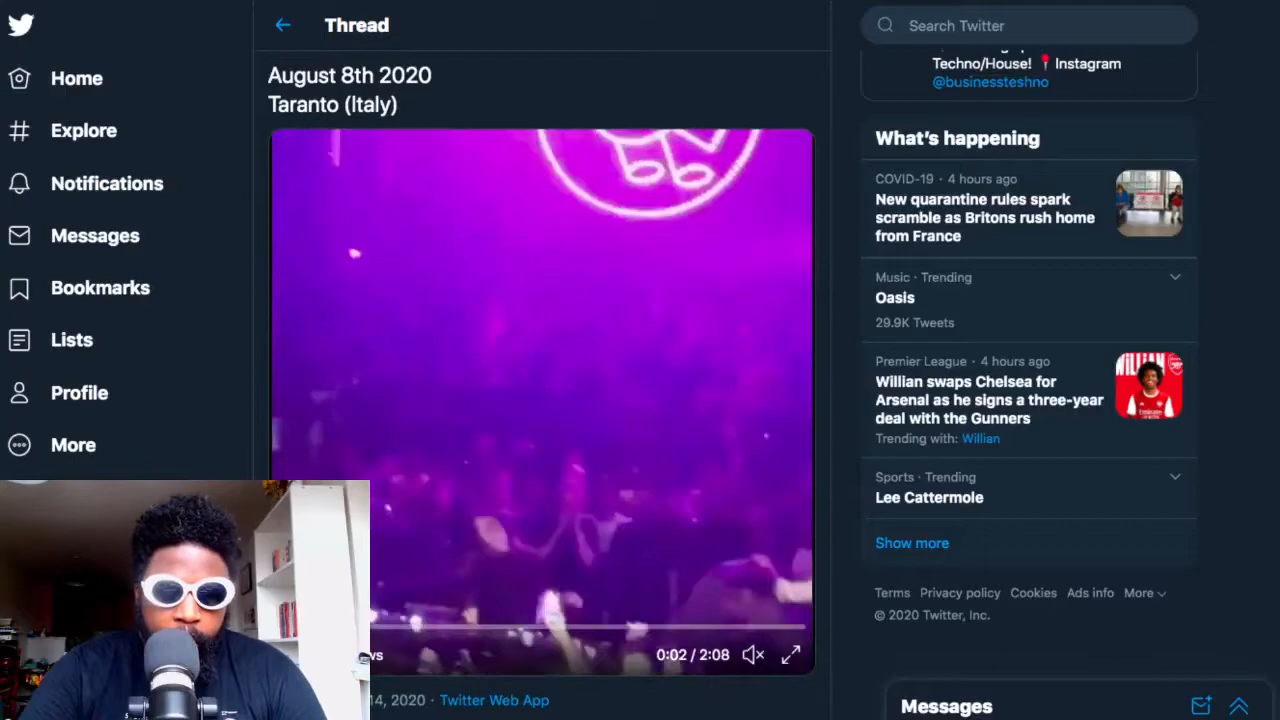 Home
Explore
Notifications
Messages
Bookmarks
Lists
Profile
More
Thread
August 8th 2020
Taranto (Italy)
0:02 / 2:08
14, 2020 · Twitter Web App
Search Twitter
Techno/House! 📍 Instagram
@businessteshno
What's happening
COVID-19 · 4 hours ago
New quarantine rules spark
scramble as Britons rush home
from France
Music · Trending
Oasis
29.9K Tweets
Premier League · 4 hours ago
Willian swaps Chelsea for
Arsenal as he signs a three-year
deal with the Gunners
Trending with: Willian
Sports · Trending
Lee Cattermole
Show more
Terms Privacy policy Cookies Ads info More
© 2020 Twitter, Inc.
Messages